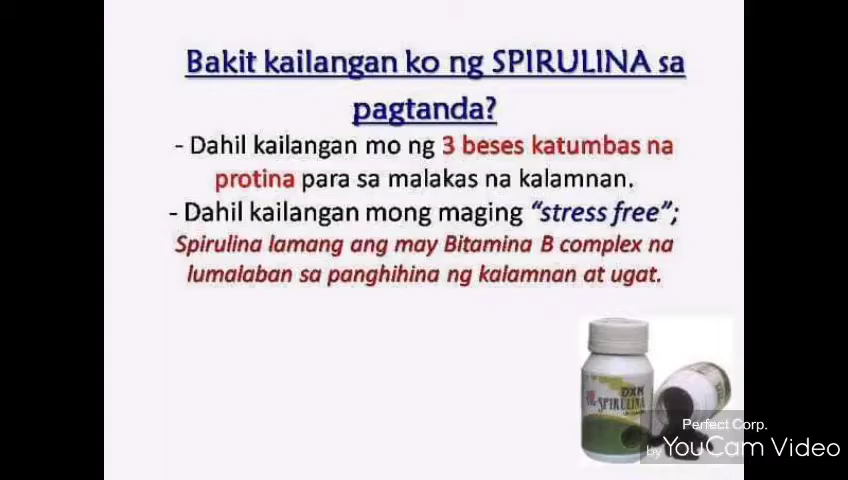 Bakit kailangan ko ng SPIRULINA sa
pagtanda?
- Dahil kailangan mo ng 3 beses katumbas na
protina para sa malakas na kalamnan.
- Dahil kailangan mong maging “stress free”;
Spirulina lamang ang may Bitamina B complex na
lumalaban sa panghihina ng kalamnan at ugat.
DXN
SPIRULINA
Perfect Corp.
by YouCam Video